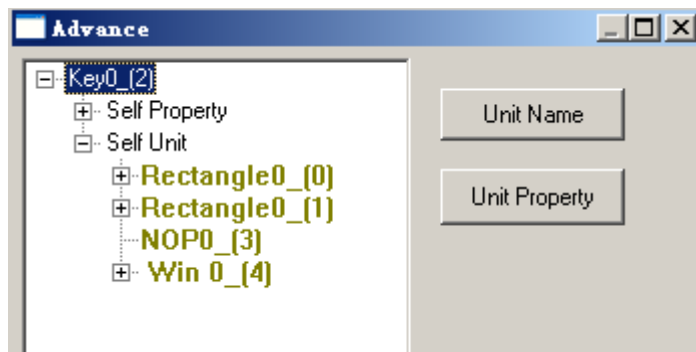 Advance
Key0_(2)
Self Property
Self Unit
Rectangle0_(0)
Rectangle0_(1)
NOP0_(3)
Win 0_(4)
Unit Name
Unit Property